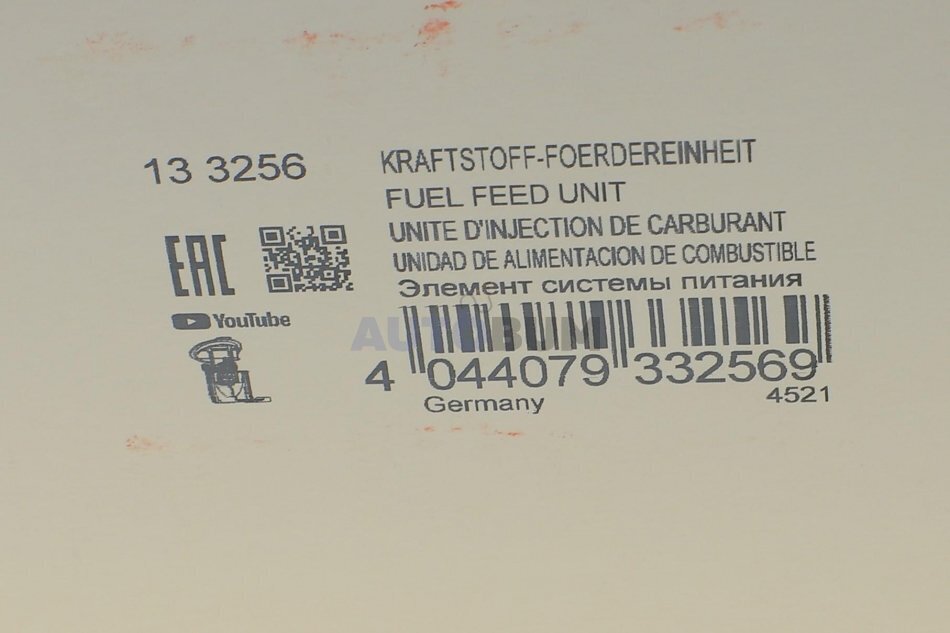 13 3256
KRAFTSTOFF-FOERDEREINHEIT
FUEL FEED UNIT
UNITE D'INJECTION DE CARBURANT
UNIDAD DE ALIMENTACION DE COMBUSTIBLE
Элемент системы питания
EAC
YouTube
AUTOBUM
4 044079 332569
Germany
4521